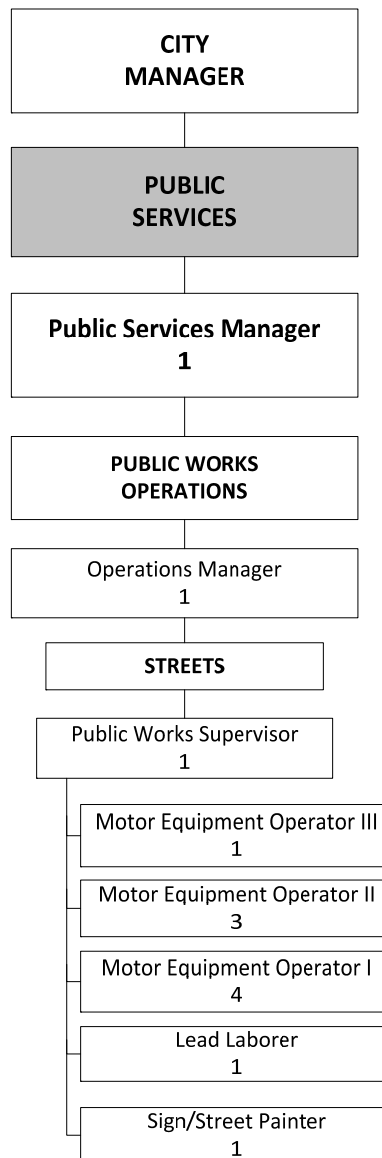 CITY
MANAGER
PUBLIC
SERVICES
Public Services Manager
1
PUBLIC WORKS
OPERATIONS
Operations Manager
1
STREETS
Public Works Supervisor
1
Motor Equipment Operator III
1
Motor Equipment Operator II
3
Motor Equipment Operator I
4
Lead Laborer
1
Sign/Street Painter
1